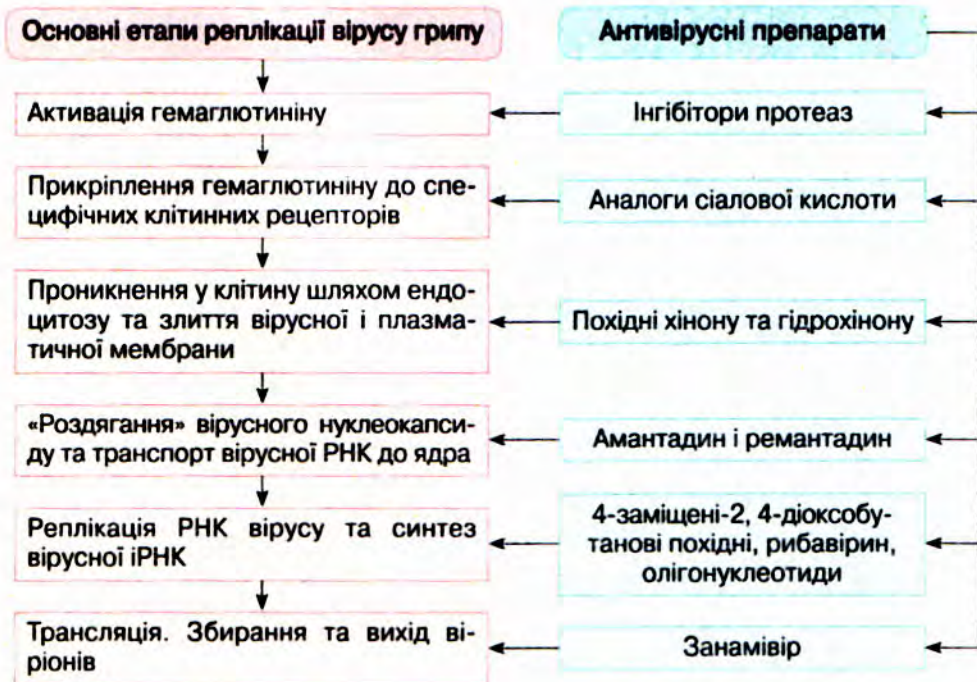 Основні етапи реплікації вірусу грипу
Антивірусні препарати
Активація гемаглютиніну
Інгібітори протеаз
Прикріплення гемаглютиніну до спе-
цифічних клітинних рецепторів
Аналоги сіалової кислоти
Проникнення у клітину шляхом ендо-
цитозу та злиття вірусної і плазма-
тичної мембрани
Похідні хінону та гідрохінону
«Роздягання» вірусного нуклеокапси-
ду та транспорт вірусної РНК до ядра
Амантадин і ремантадин
Реплікація РНК вірусу та синтез
вірусної іРНК
4-заміщені-2, 4-діоксобу-
танові похідні, рибавірин,
олігонуклеотиди
Трансляція. Збирання та вихід ві-
ріонів
Занамівір